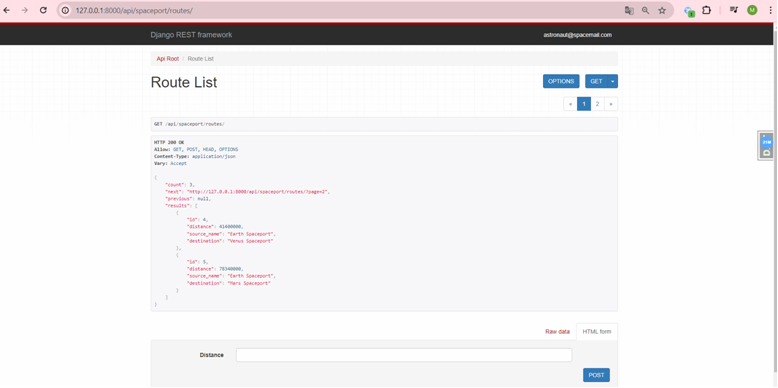 127.0.0.1:8000/api/spaceport/routes/
M
Django REST framework
astronaut@spacemail.com
Api Root / Route List
Route List
OPTIONS
GET
« 1 2 »
GET /api/spaceport/routes/
HTTP 200 OK
Allow: GET, POST, HEAD, OPTIONS
Content-Type: application/json
Vary: Accept
{
"count": 3,
"next": "http://127.0.0.1:8000/api/spaceport/routes/?page=2",
"previous": null,
"results": [
{
"id": 4,
"distance": 41400000,
"source_name": "Earth Spaceport",
"destination": "Venus Spaceport"
},
{
"id": 5,
"distance": 78340000,
"source_name": "Earth Spaceport",
"destination": "Mars Spaceport"
}
]
}
Raw data
HTML form
Distance
POST